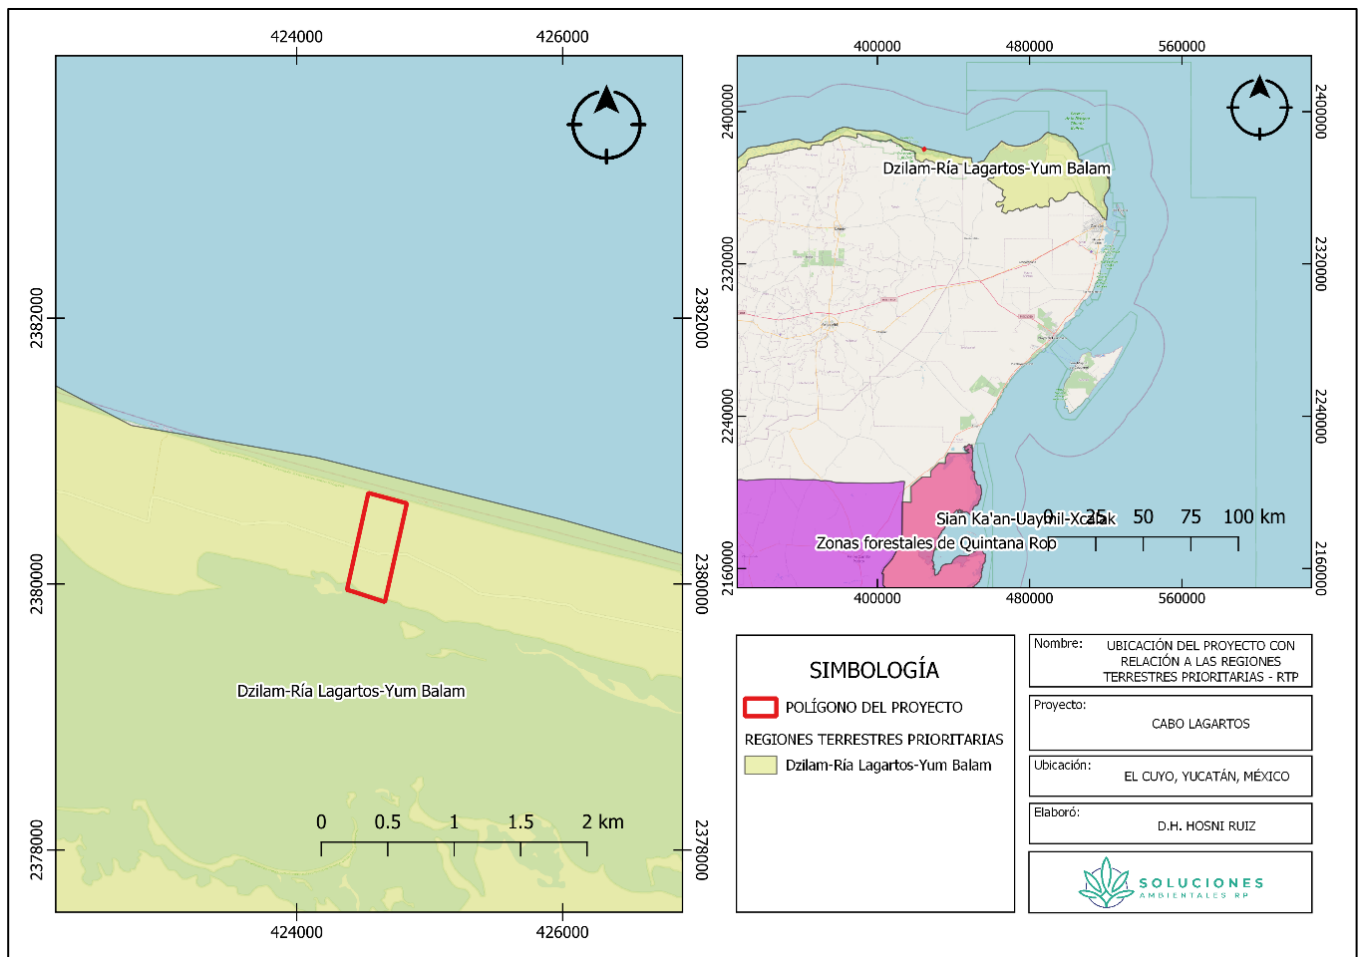 424000
426000
2382000
2382000
2380000
2380000
2378000
2378000
Dzilam-Ría Lagartos-Yum Balam
0 0.5 1 1.5 2 km
424000
426000
400000
480000
560000
2400000
2400000
Dzilam-Ría Lagartos-Yum Balam
2320000
2320000
2240000
2240000
Sian Ka'an-Uaymil-Xcalak
0 25 50 75 100 km
Zonas forestales de Quintana Roo
2160000
2160000
400000
480000
560000
SIMBOLOGÍA
POLÍGONO DEL PROYECTO
REGIONES TERRESTRES PRIORITARIAS
Dzilam-Ría Lagartos-Yum Balam
Nombre:
UBICACIÓN DEL PROYECTO CON
RELACIÓN A LAS REGIONES
TERRESTRES PRIORITARIAS - RTP
Proyecto:
CABO LAGARTOS
Ubicación:
EL CUYO, YUCATÁN, MÉXICO
Elaboró:
D.H. HOSNI RUIZ
SOLUCIONES
AMBIENTALES RP